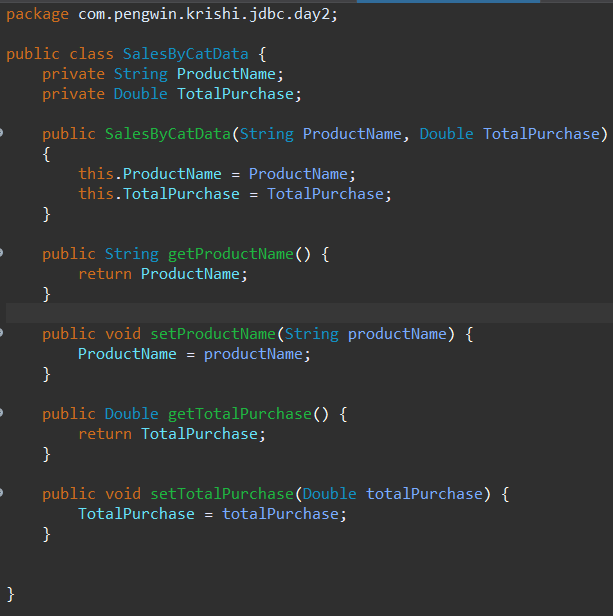 package com.pengwin.krishi.jdbc.day2;
public class SalesByCatData {
private String ProductName;
private Double TotalPurchase;
public SalesByCatData(String ProductName, Double TotalPurchase)
{
this.ProductName = ProductName;
this.TotalPurchase = TotalPurchase;
}
public String getProductName() {
return ProductName;
}
public void setProductName(String productName) {
ProductName = productName;
}
public Double getTotalPurchase() {
return TotalPurchase;
}
public void setTotalPurchase(Double totalPurchase) {
TotalPurchase = totalPurchase;
}
}